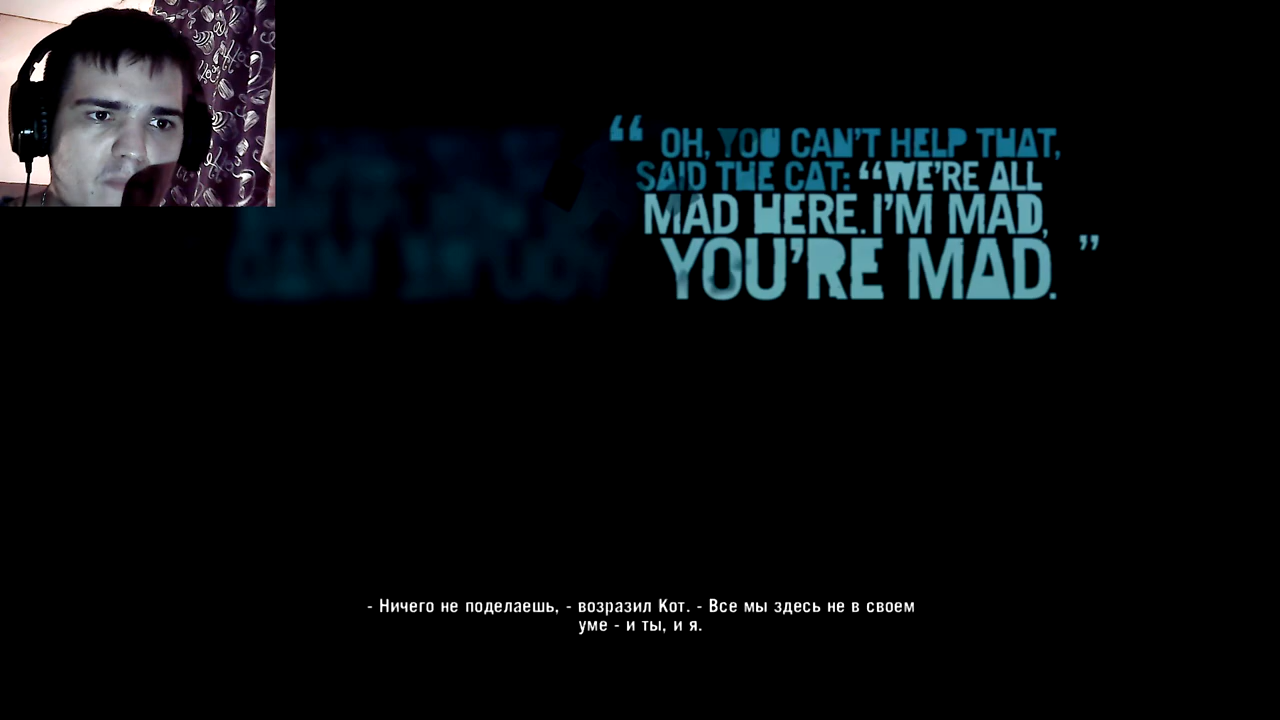 “ OH, YOU CAN'T HELP THAT,
SAID THE CAT: “WE'RE ALL
MAD HERE. I'M MAD,
YOU'RE MAD. ”
- Ничего не поделаешь, - возразил Кот. - Все мы здесь не в своем
уме - и ты, и я.